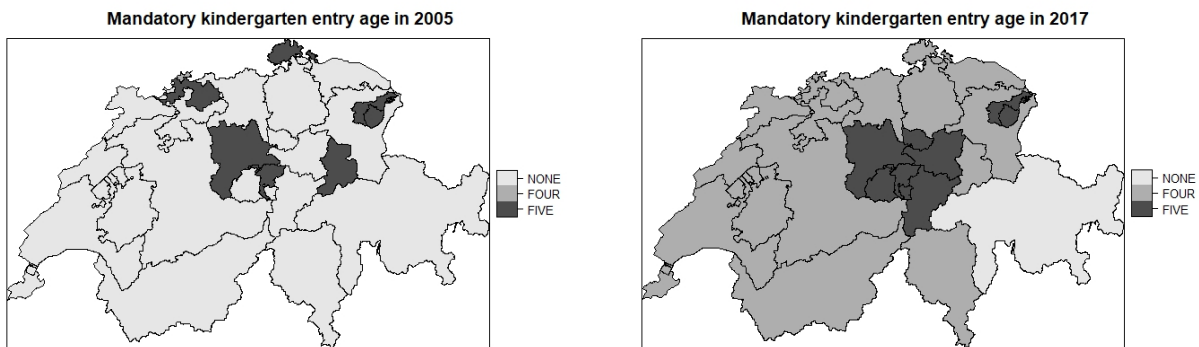 Mandatory kindergarten entry age in 2005
NONE
FOUR
FIVE
Mandatory kindergarten entry age in 2017
NONE
FOUR
FIVE